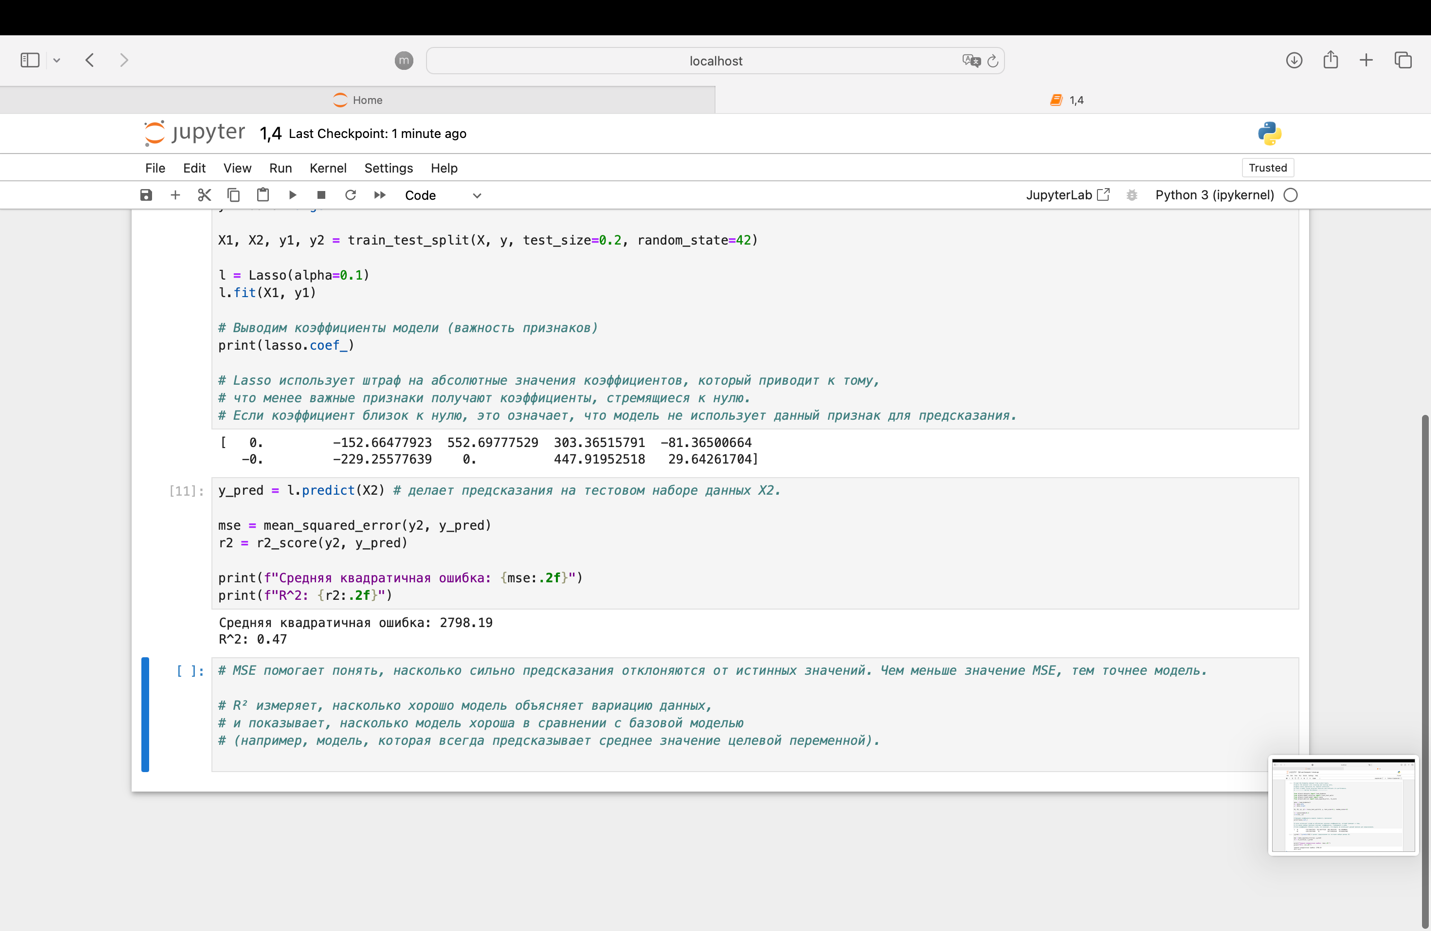 m
localhost
Home
1,4
jupyter 1,4 Last Checkpoint: 1 minute ago
File Edit View Run Kernel Settings Help
Trusted
Code
JupyterLab
Python 3 (ipykernel)
X1, X2, y1, y2 = train_test_split(X, y, test_size=0.2, random_state=42)
l = Lasso(alpha=0.1)
l.fit(X1, y1)
# Выводим коэффициенты модели (важность признаков)
print(lasso.coef_)
# Lasso использует штраф на абсолютные значения коэффициентов, который приводит к тому,
# что менее важные признаки получают коэффициенты, стремящиеся к нулю.
# Если коэффициент близок к нулю, это означает, что модель не использует данный признак для предсказания.
[ 0. -152.66477923 552.69777529 303.36515791 -81.36500664
-0. -229.25577639 0. 447.91952518 29.64261704]
[11]: y_pred = l.predict(X2) # делает предсказания на тестовом наборе данных X2.
mse = mean_squared_error(y2, y_pred)
r2 = r2_score(y2, y_pred)
print(f"Средняя квадратичная ошибка: {mse:.2f}")
print(f"R^2: {r2:.2f}")
Средняя квадратичная ошибка: 2798.19
R^2: 0.47
[ ]: # MSE помогает понять, насколько сильно предсказания отклоняются от истинных значений. Чем меньше значение MSE, тем точнее модель.
# R² измеряет, насколько хорошо модель объясняет вариацию данных,
# и показывает, насколько модель хороша в сравнении с базовой моделью
# (например, модель, которая всегда предсказывает среднее значение целевой переменной).